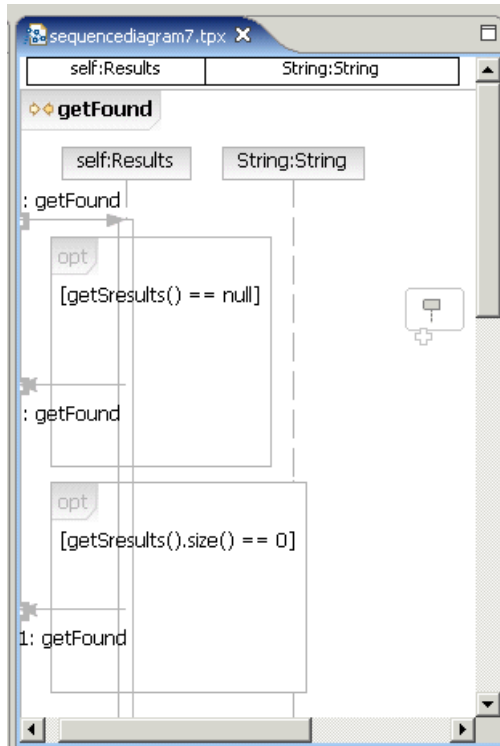 sequencediagram7.tpx
self:Results String:String
getFound
self:Results String:String
: getFound
opt
[getSresults() == null]
: getFound
opt
[getSresults().size() == 0]
1: getFound